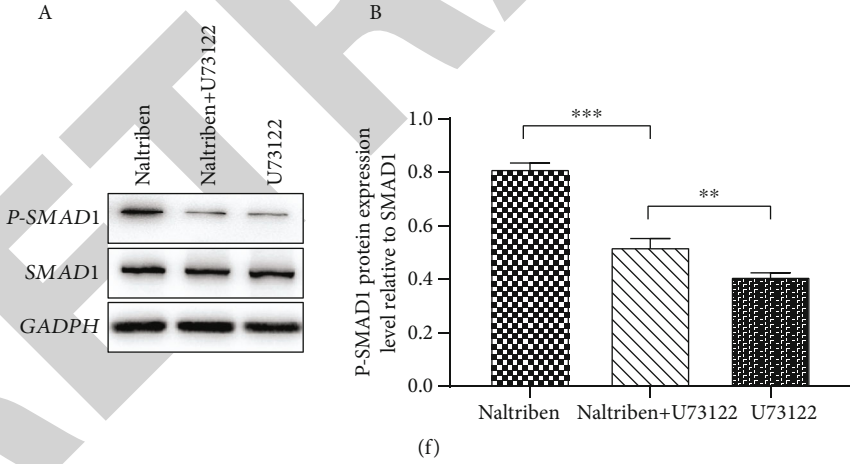 A
B
Naltriben
Naltriben+U73122
U73122
P-SMAD1
SMAD1
GADPH
P-SMAD1 protein expression
level relative to SMAD1
1.0
0.8
0.6
0.4
0.2
0.0
***
**
Naltriben
Naltriben+U73122
U73122
(f)